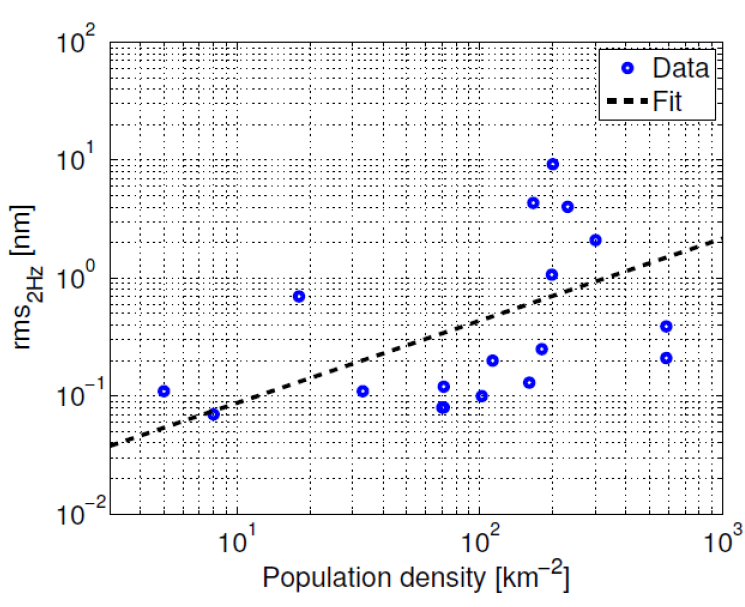 10²
10¹
10⁰
10⁻¹
10⁻²
rms₂Hz [nm]
Data
Fit
10¹
10²
10³
Population density [km⁻²]